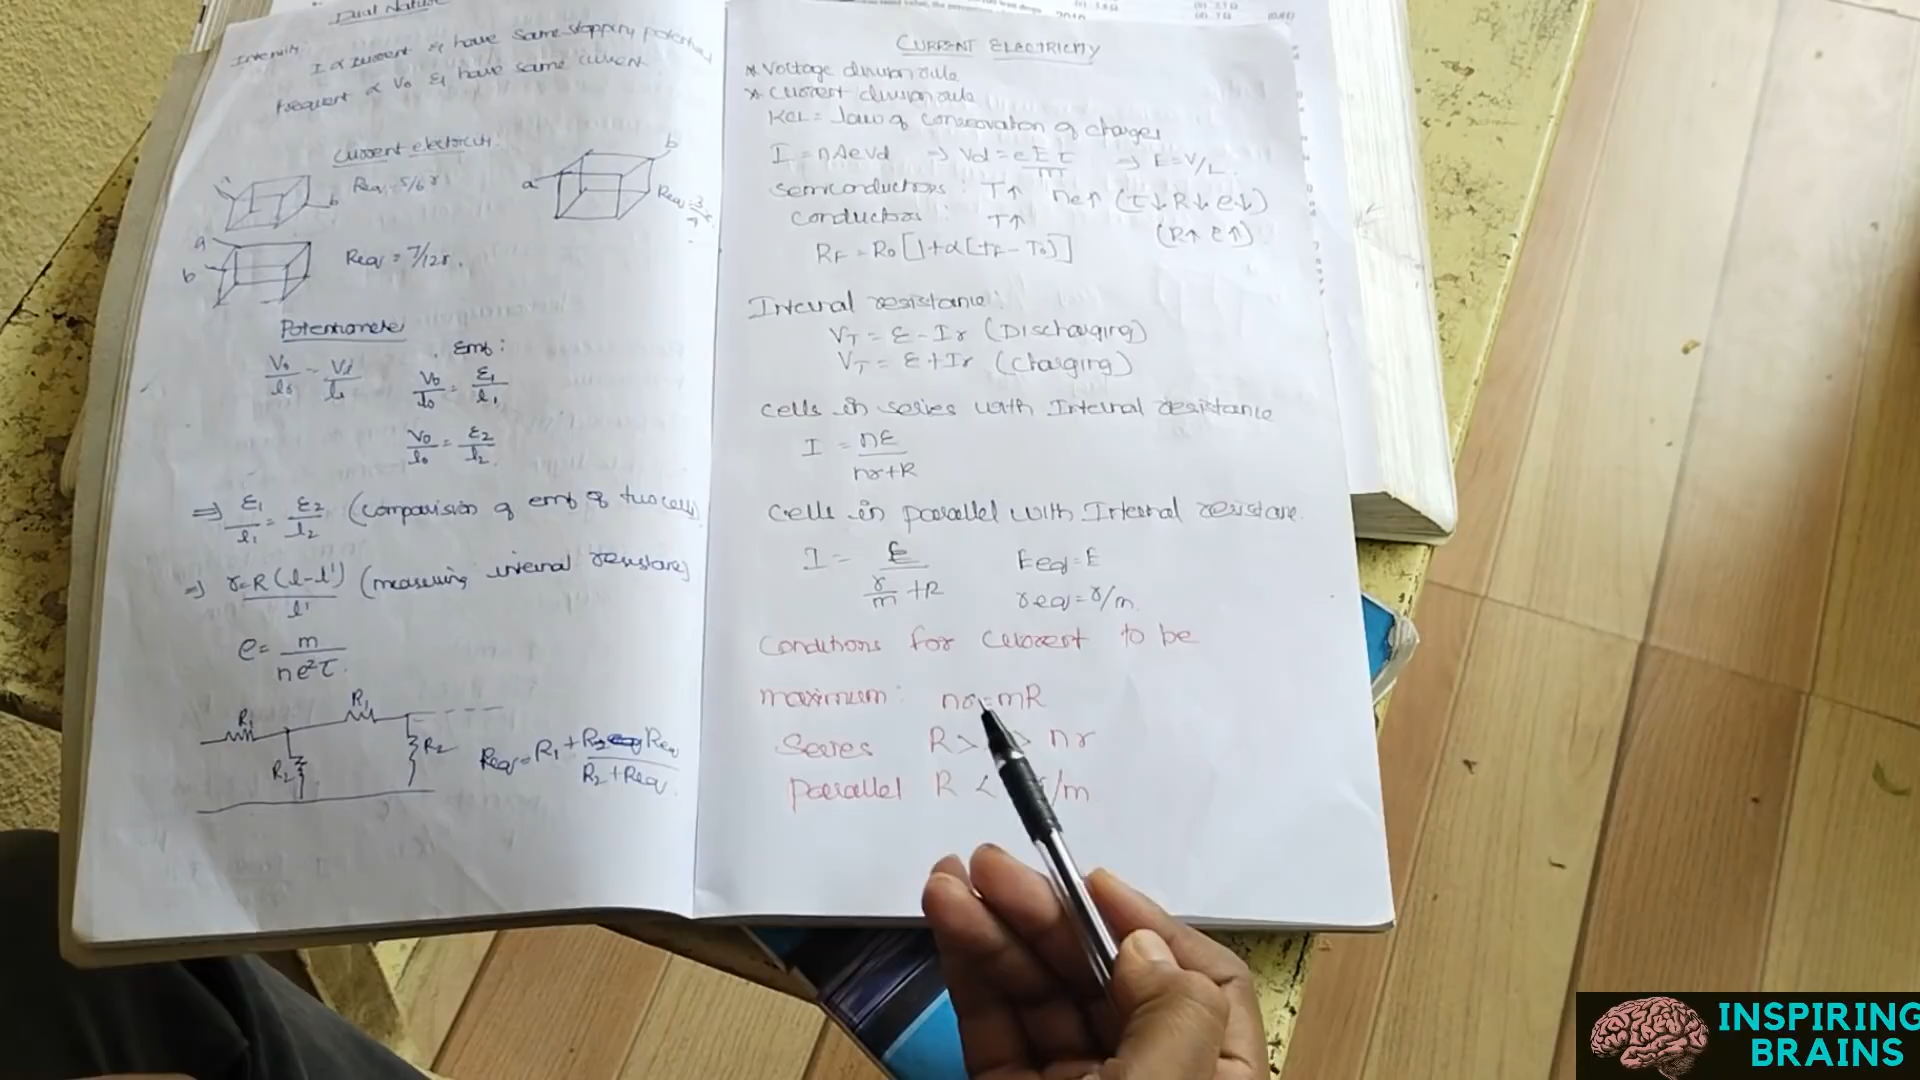 Dual Nature
Intensity:
I α current & have same stopping potential
frequent α V₀ & have same current
Current electricity:
a
b
Req = 5/6 r
a
b
Req = 3/4 r
a
b
Req = 7/12 r.
Potentiometer
V₀/l₀ = V₁/l₁
Emf:
V₀/l₀ = ε₁/l₁
V₀/l₀ = ε₂/l₂
⇒ ε₁/l₁ = ε₂/l₂ (comparision of emf of two cells)
⇒ r = R(l-l')/l' (measuring internal resistance)
ρ = m/ne²τ.
R₁
R₁
R₂
R₂
Req = R₁ + R₂ Req/R₂ + Req.
CURRENT ELECTRICITY
* Voltage division rule
* Current division rule
KCL = law of conservation of charges
I = nAeVd ⇒ Vd = eEτ/m ⇒ E = V/L.
Semiconductors : T↑ ne↑ (τ↓ R↓ ρ↓)
Conductors : T↑ (R↑ ρ↑)
RF = R₀[1+α[TF - T₀)]
Internal resistance:
VT = ε - Ir (Discharging)
VT = ε + Ir (Charging)
Cells in series with Internal resistance
I = nε/nr+R
Cells in parallel with Internal resistance.
I = E/r/m + R
Eeq = E
req = r/m.
Conditions for current to be
maximum: nr = mR
Series R > > nr
Parallel R < r/m
INSPIRING
BRAINS